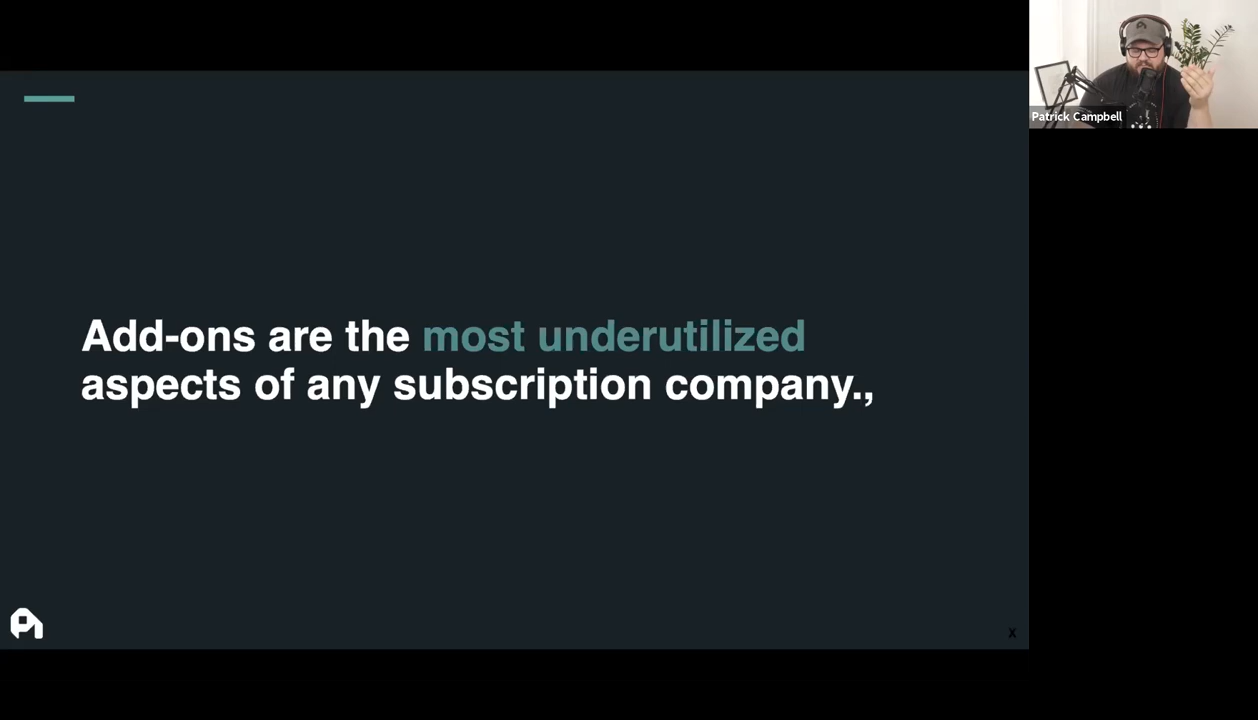 Patrick Campbell
Add-ons are the most underutilized
aspects of any subscription company.,
x